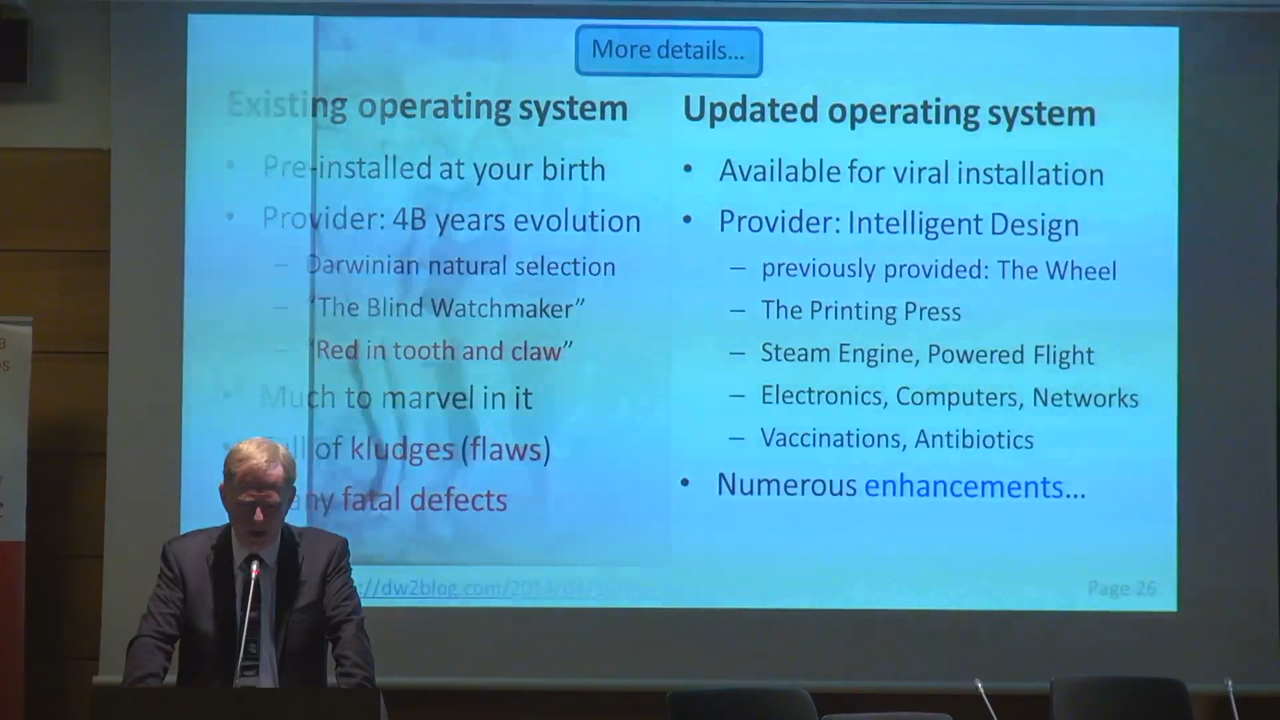 More details...
Existing operating system
• Pre-installed at your birth
• Provider: 4B years evolution
– Darwinian natural selection
– “The Blind Watchmaker”
– “Red in tooth and claw”
• Much to marvel in it
of kludges (flaws)
fatal defects
Updated operating system
• Available for viral installation
• Provider: Intelligent Design
– previously provided: The Wheel
– The Printing Press
– Steam Engine, Powered Flight
– Electronics, Computers, Networks
– Vaccinations, Antibiotics
• Numerous enhancements...
://dw2blog.com/2014/04/
Page 26